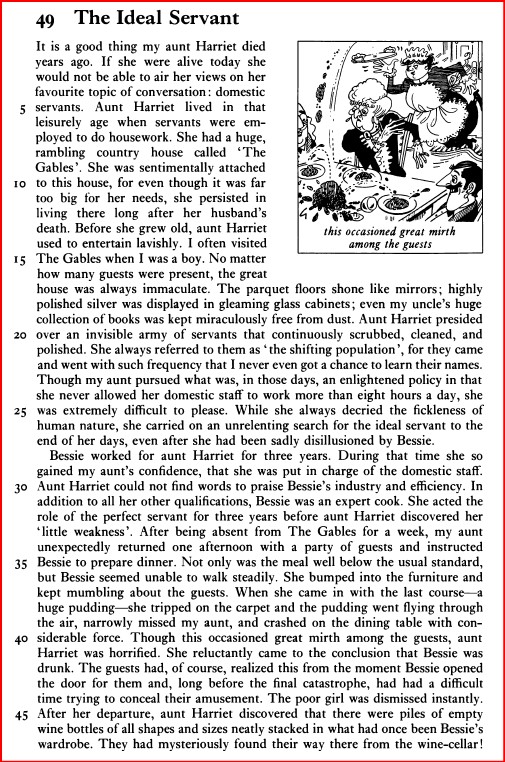 49 The Ideal Servant
It is a good thing my aunt Harriet died
years ago. If she were alive today she
would not be able to air her views on her
favourite topic of conversation: domestic
5 servants. Aunt Harriet lived in that
leisurely age when servants were em-
ployed to do housework. She had a huge,
rambling country house called 'The
Gables'. She was sentimentally attached
10 to this house, for even though it was far
too big for her needs, she persisted in
living there long after her husband's
death. Before she grew old, aunt Harriet
used to entertain lavishly. I often visited
15 The Gables when I was a boy. No matter
how many guests were present, the great
this occasioned great mirth
among the guests
house was always immaculate. The parquet floors shone like mirrors; highly
polished silver was displayed in gleaming glass cabinets; even my uncle's huge
collection of books was kept miraculously free from dust. Aunt Harriet presided
20 over an invisible army of servants that continuously scrubbed, cleaned, and
polished. She always referred to them as 'the shifting population', for they came
and went with such frequency that I never even got a chance to learn their names.
Though my aunt pursued what was, in those days, an enlightened policy in that
she never allowed her domestic staff to work more than eight hours a day, she
25 was extremely difficult to please. While she always decried the fickleness of
human nature, she carried on an unrelenting search for the ideal servant to the
end of her days, even after she had been sadly disillusioned by Bessie.
Bessie worked for aunt Harriet for three years. During that time she so
gained my aunt's confidence, that she was put in charge of the domestic staff.
30 Aunt Harriet could not find words to praise Bessie's industry and efficiency. In
addition to all her other qualifications, Bessie was an expert cook. She acted the
role of the perfect servant for three years before aunt Harriet discovered her
'little weakness'. After being absent from The Gables for a week, my aunt
unexpectedly returned one afternoon with a party of guests and instructed
35 Bessie to prepare dinner. Not only was the meal well below the usual standard,
but Bessie seemed unable to walk steadily. She bumped into the furniture and
kept mumbling about the guests. When she came in with the last course—a
huge pudding—she tripped on the carpet and the pudding went flying through
the air, narrowly missed my aunt, and crashed on the dining table with con-
40 siderable force. Though this occasioned great mirth among the guests, aunt
Harriet was horrified. She reluctantly came to the conclusion that Bessie was
drunk. The guests had, of course, realized this from the moment Bessie opened
the door for them and, long before the final catastrophe, had had a difficult
time trying to conceal their amusement. The poor girl was dismissed instantly.
45 After her departure, aunt Harriet discovered that there were piles of empty
wine bottles of all shapes and sizes neatly stacked in what had once been Bessie's
wardrobe. They had mysteriously found their way there from the wine-cellar!